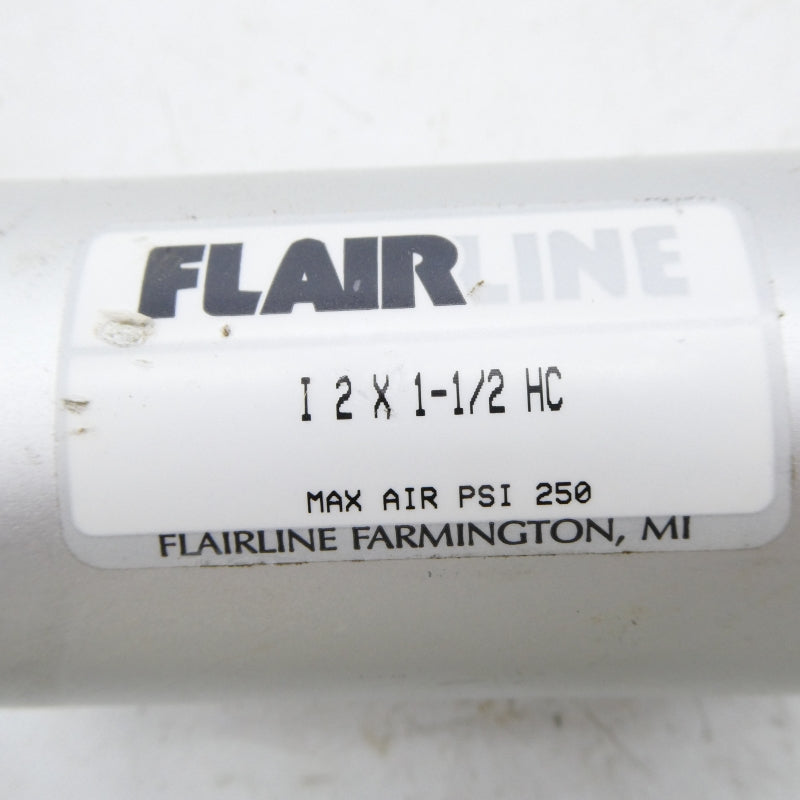 FLAIRLINE
I 2 X 1-1/2 HC
MAX AIR PSI 250
FLAIRLINE FARMINGTON, MI